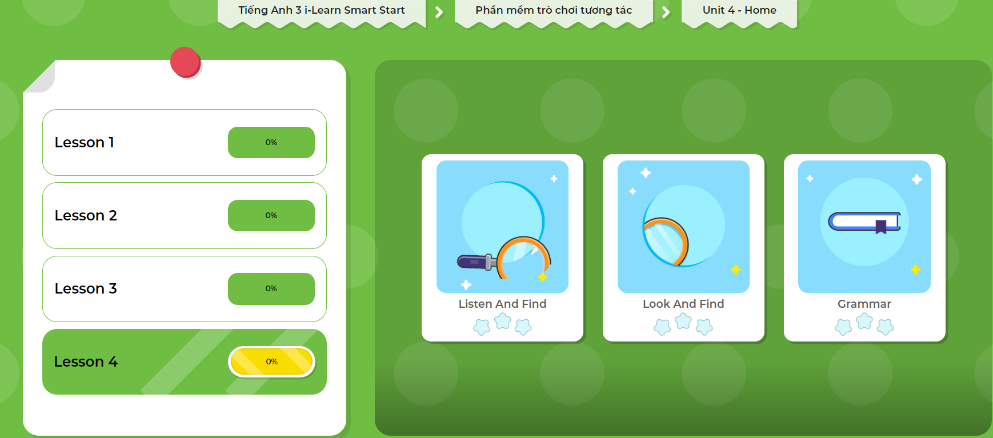 Tiếng Anh 3 i-Learn Smart Start
Phần mềm trò chơi tương tác
Unit 4 - Home
Lesson 1
0%
Lesson 2
0%
Lesson 3
0%
Lesson 4
0%
Listen And Find
Look And Find
Grammar